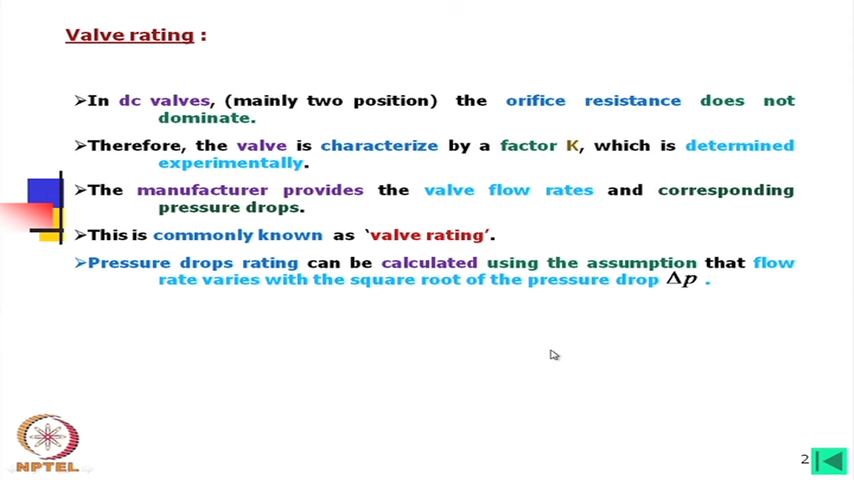 Valve rating :
➢In dc valves, (mainly two position) the orifice resistance does not
dominate.
➢Therefore, the valve is characterize by a factor K, which is determined
experimentally.
➢The manufacturer provides the valve flow rates and corresponding
pressure drops.
➢This is commonly known as ‘valve rating’.
➢Pressure drops rating can be calculated using the assumption that flow
rate varies with the square root of the pressure drop Δp .
NPTEL
2